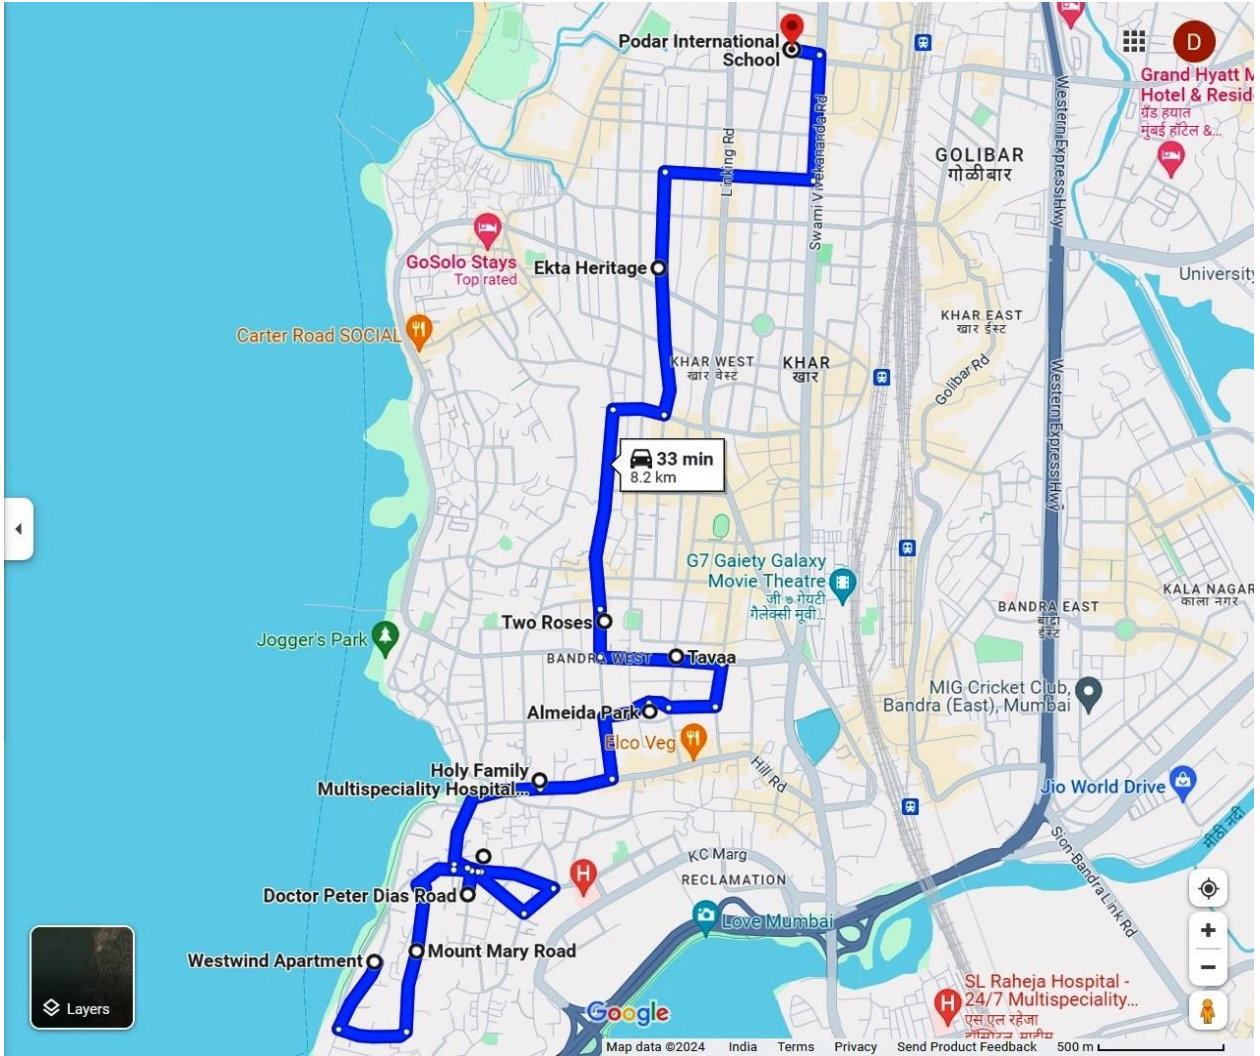 Podar International
School
D
Grand Hyatt M
Hotel & Resid
ग्रँड हयात
मुंबई हॉटेल &...
Western Express Hwy
Linking Rd
Swami Vivekananda Rd
GOLIBAR
गोळीबार
GoSolo Stays
Top rated
Ekta Heritage
University
Carter Road SOCIAL
KHAR EAST
खार ईस्ट
KHAR WEST
खार वेस्ट
KHAR
खार
Golibar Rd
Western Express Hwy
33 min
8.2 km
G7 Gaiety Galaxy
Movie Theatre
जी ७ गेयटी
गैलेक्सी मूवी...
KALA NAGAR
काला नगर
BANDRA EAST
बांद्रा
ईस्ट
Two Roses
Jogger's Park
BANDRA WEST
Tavaa
MIG Cricket Club,
Bandra (East), Mumbai
Almeida Park
Elco Veg
Hill Rd
Holy Family
Multispeciality Hospital...
Jio World Drive
मीठी नदी
Sion-Bandra Link Rd
KC Marg
RECLAMATION
H
Doctor Peter Dias Road
Love Mumbai
Mount Mary Road
Westwind Apartment
Layers
SL Raheja Hospital -
24/7 Multispeciality...
H
एस एल रहेजा
Google
Map data ©2024 India Terms Privacy Send Product Feedback 500 m